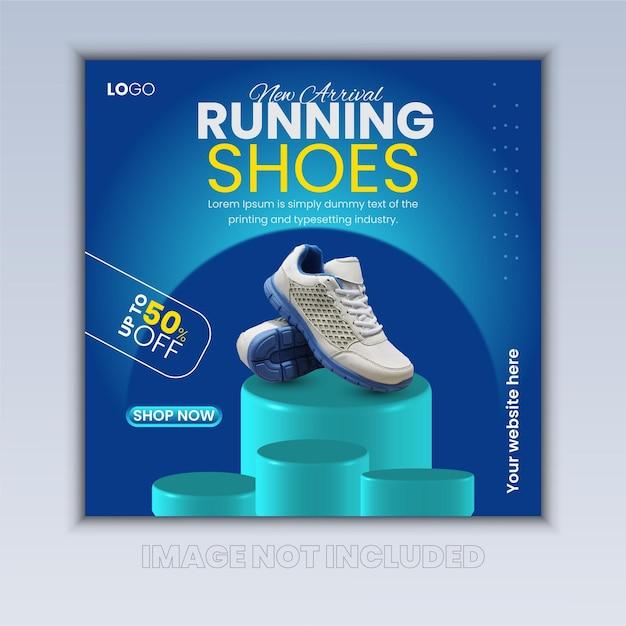 LOGO
New Arrival
RUNNING
SHOES
Lorem Ipsum is simply dummy text of the
printing and typesetting industry.
UP TO 50%
OFF
SHOP NOW
Your website here
IMAGE NOT INCLUDED